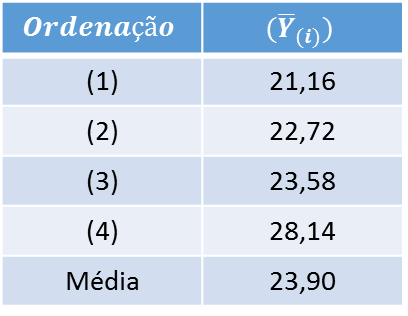 Ordenação (Ȳ(i))
(1) 21,16
(2) 22,72
(3) 23,58
(4) 28,14
Média 23,90